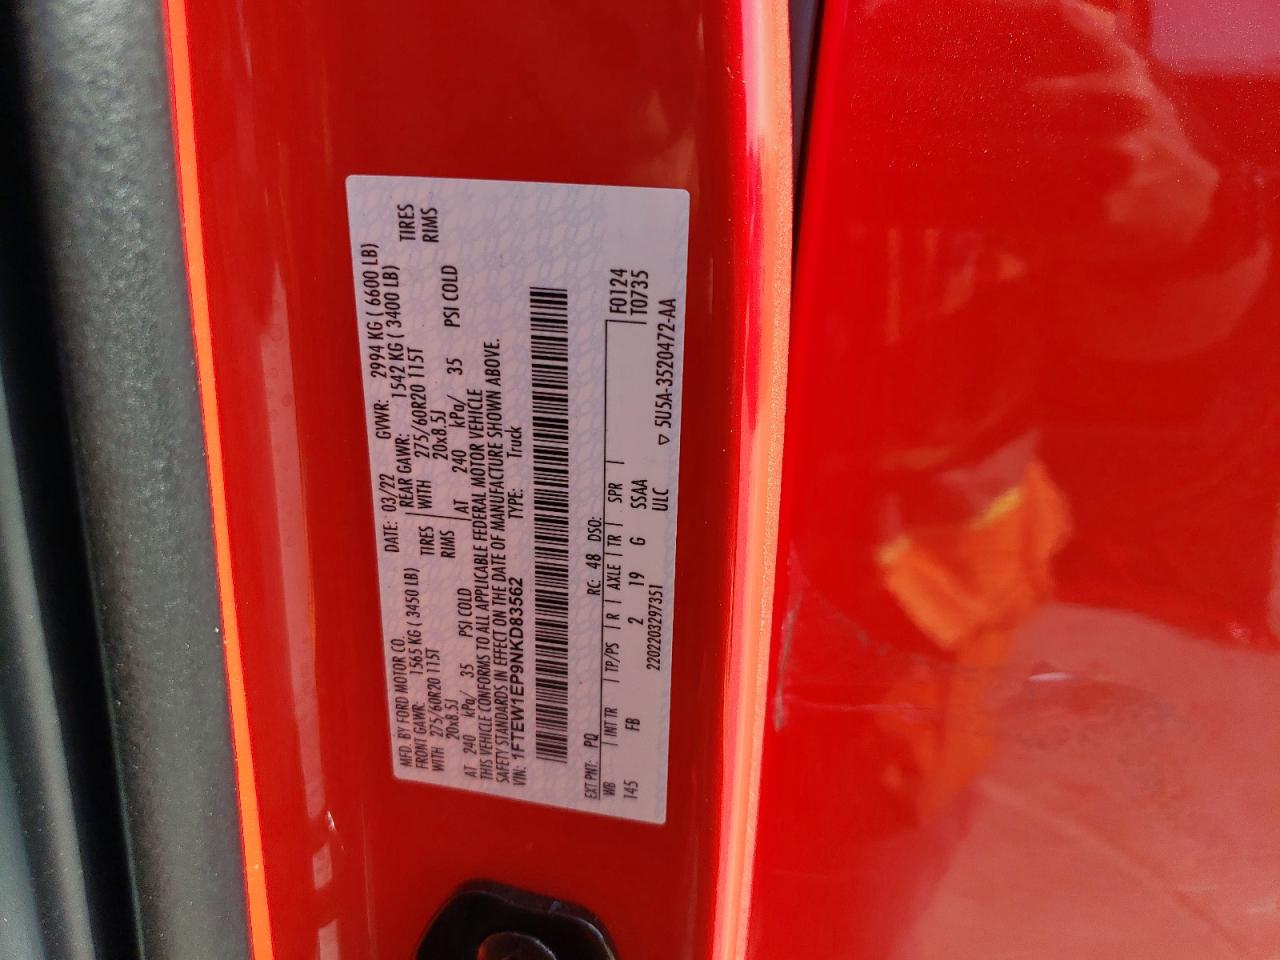 MFD. BY FORD MOTOR CO.
DATE: 03/22 GVWR: 2994 KG ( 6600 LB)
FRONT GAWR: 1565 KG ( 3450 LB) REAR GAWR: 1542 KG ( 3400 LB)
WITH 275/60R20 115T TIRES WITH 275/60R20 115T TIRES
20x8.5J RIMS 20x8.5J RIMS
AT 240 kPa/ 35 PSI COLD AT 240 kPa/ 35 PSI COLD
THIS VEHICLE CONFORMS TO ALL APPLICABLE FEDERAL MOTOR VEHICLE
SAFETY STANDARDS IN EFFECT ON THE DATE OF MANUFACTURE SHOWN ABOVE.
VIN: 1FTEW1EP9NKD83562 TYPE: Truck
EXT PNT: PQ RC: 48 DSO:
WB INT TR TP/PS R AXLE TR SPR F0124
145 FB 2 19 G SSAA T0735
2202203297351 ULC ▽ 5U5A-3520472-AA